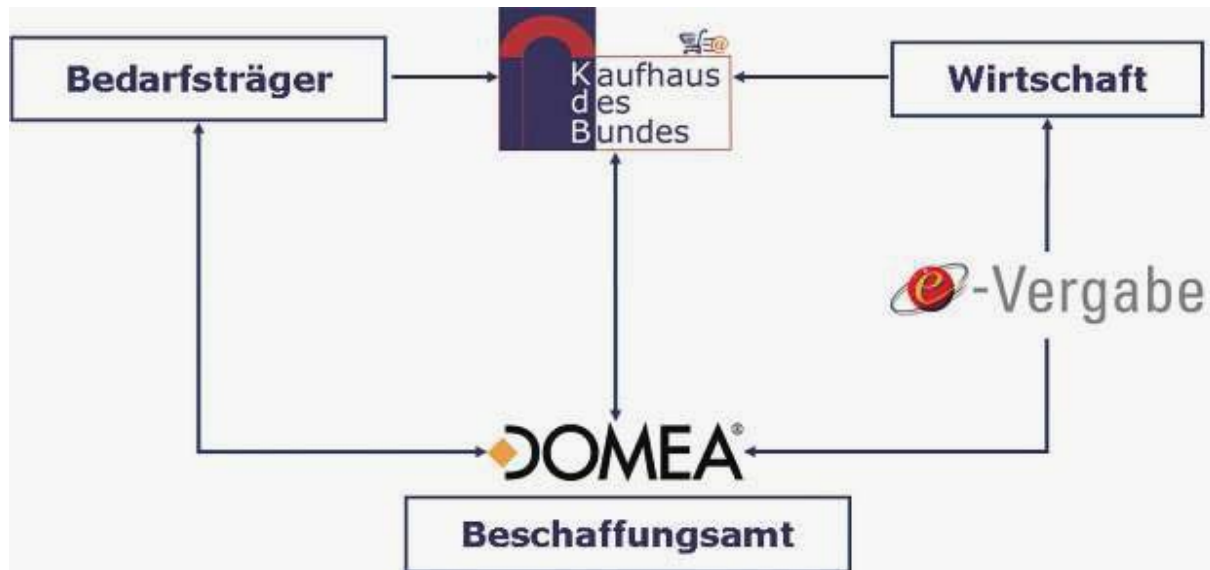 Bedarfsträger
Kaufhaus
des
Bundes
@
Wirtschaft
e-Vergabe
DOMEA®
Beschaffungsamt